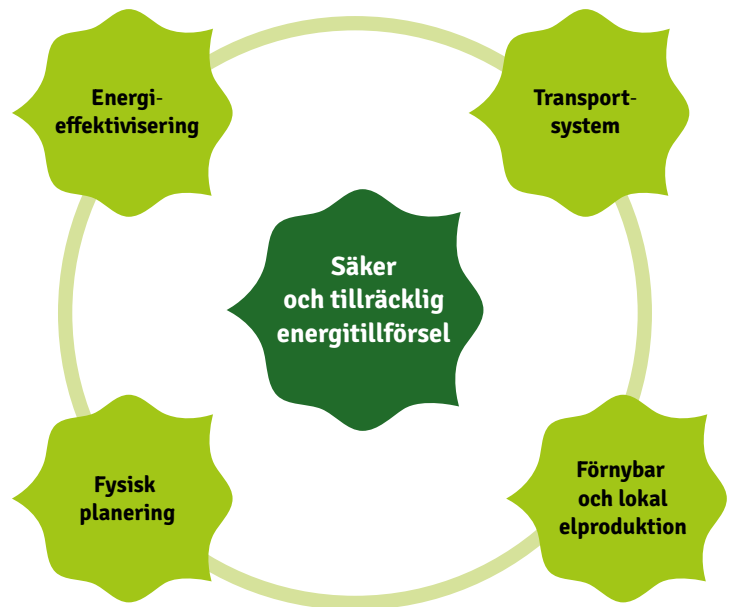 Energi-
effektivisering
Transport-
system
Säker
och tillräcklig
energitillförsel
Fysisk
planering
Förnybar
och lokal
elproduktion